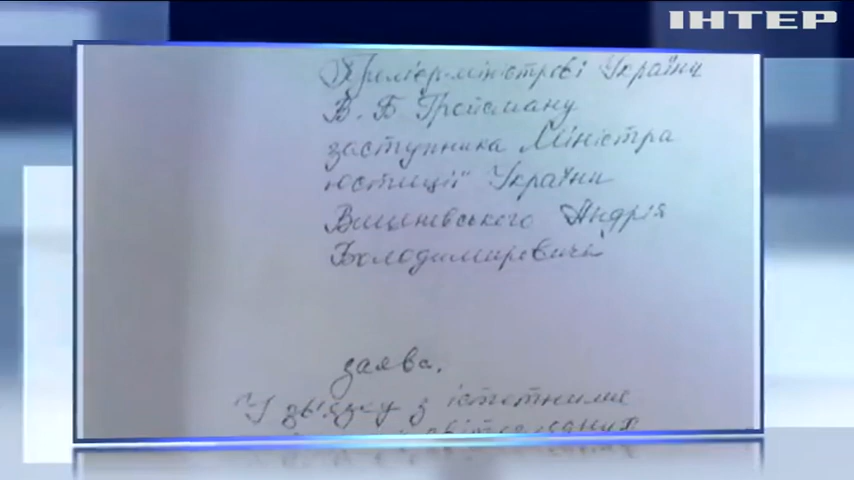 ІНТЕР
Прем'єр-міністрові України
В. Б Гройсману
заступника Міністра
юстиції України
Вишневського Андрія
Володимировича
заява.
У зв'язку з істотними